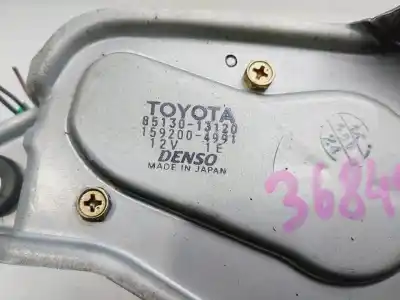 TOYOTA
85130-13120
159200-4991
12V 1E
DENSO
MADE IN JAPAN
3684